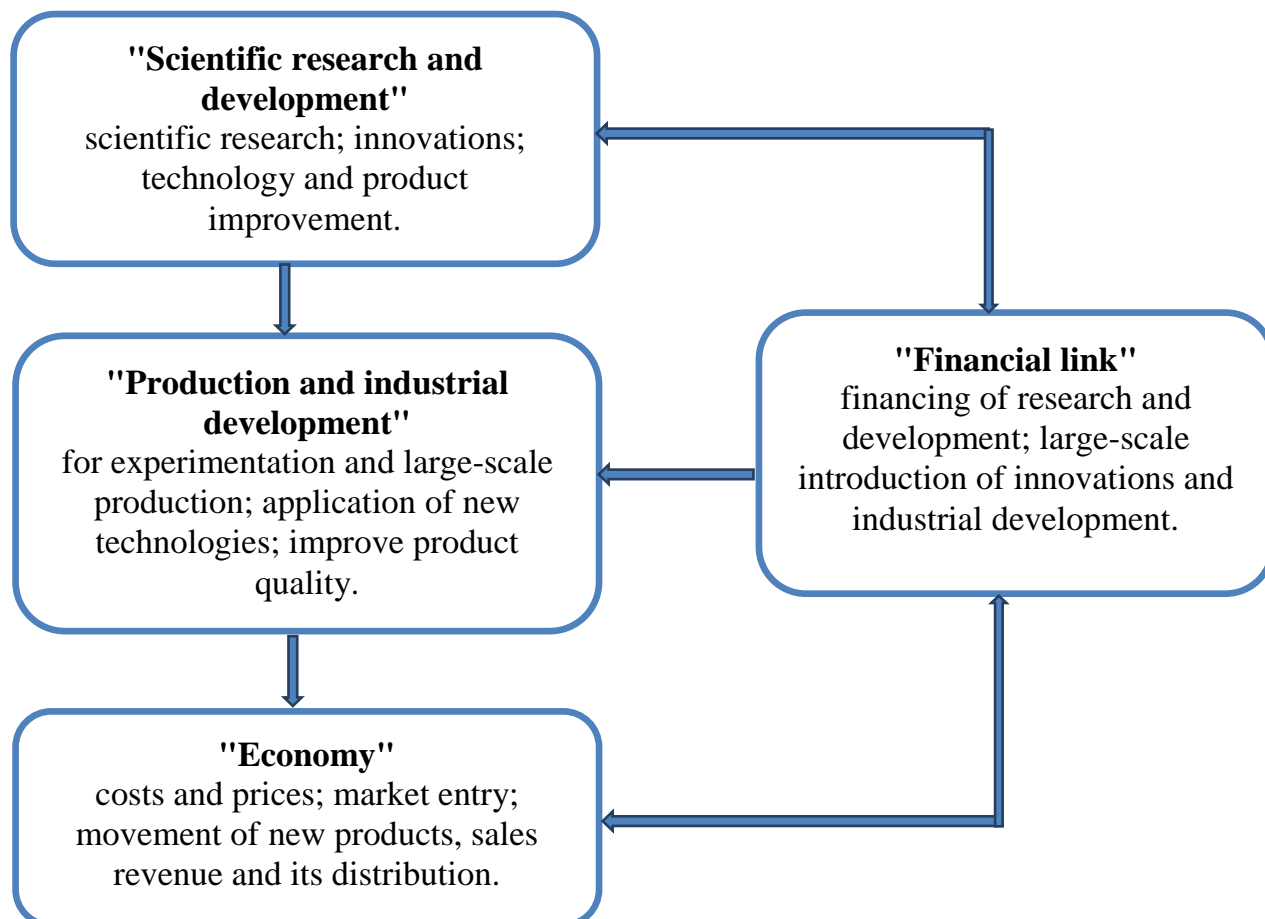 "Scientific research and
development"
scientific research; innovations;
technology and product
improvement.
"Production and industrial
development"
for experimentation and large-scale
production; application of new
technologies; improve product
quality.
"Financial link"
financing of research and
development; large-scale
introduction of innovations and
industrial development.
"Economy"
costs and prices; market entry;
movement of new products, sales
revenue and its distribution.